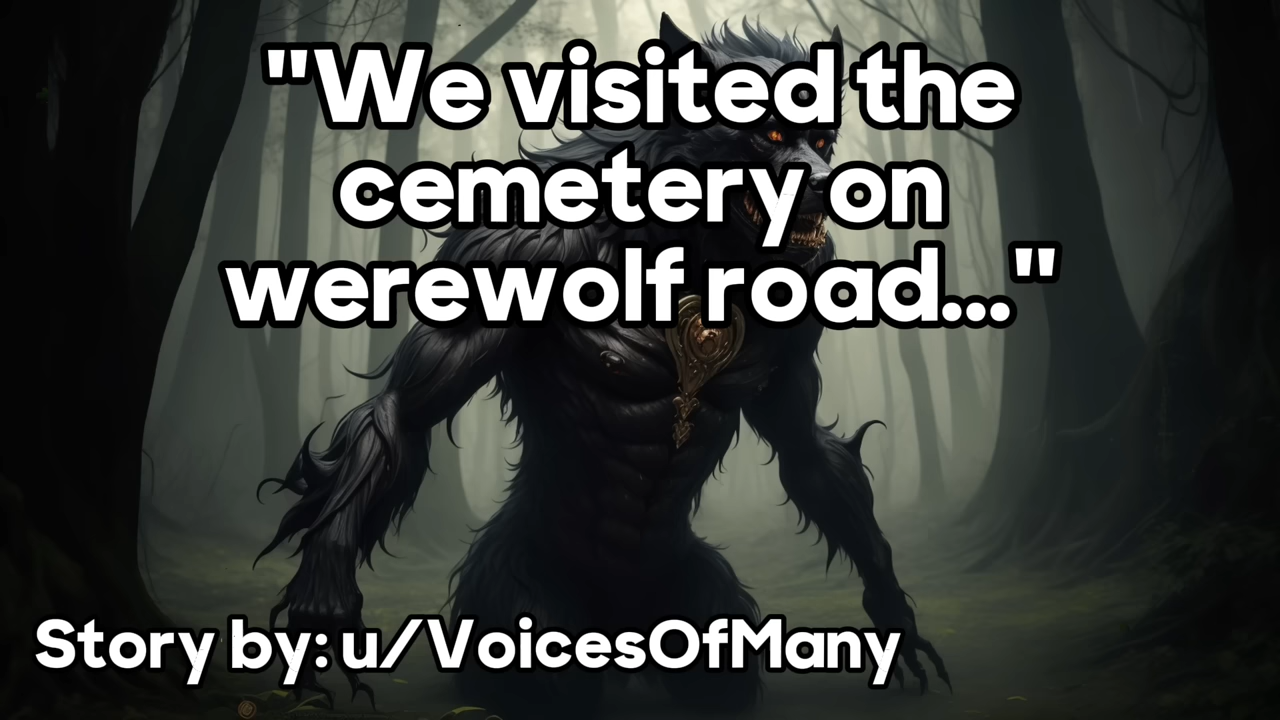 "We visited the
cemetery on
werewolf road..."
Story by: u/VoicesOfMany